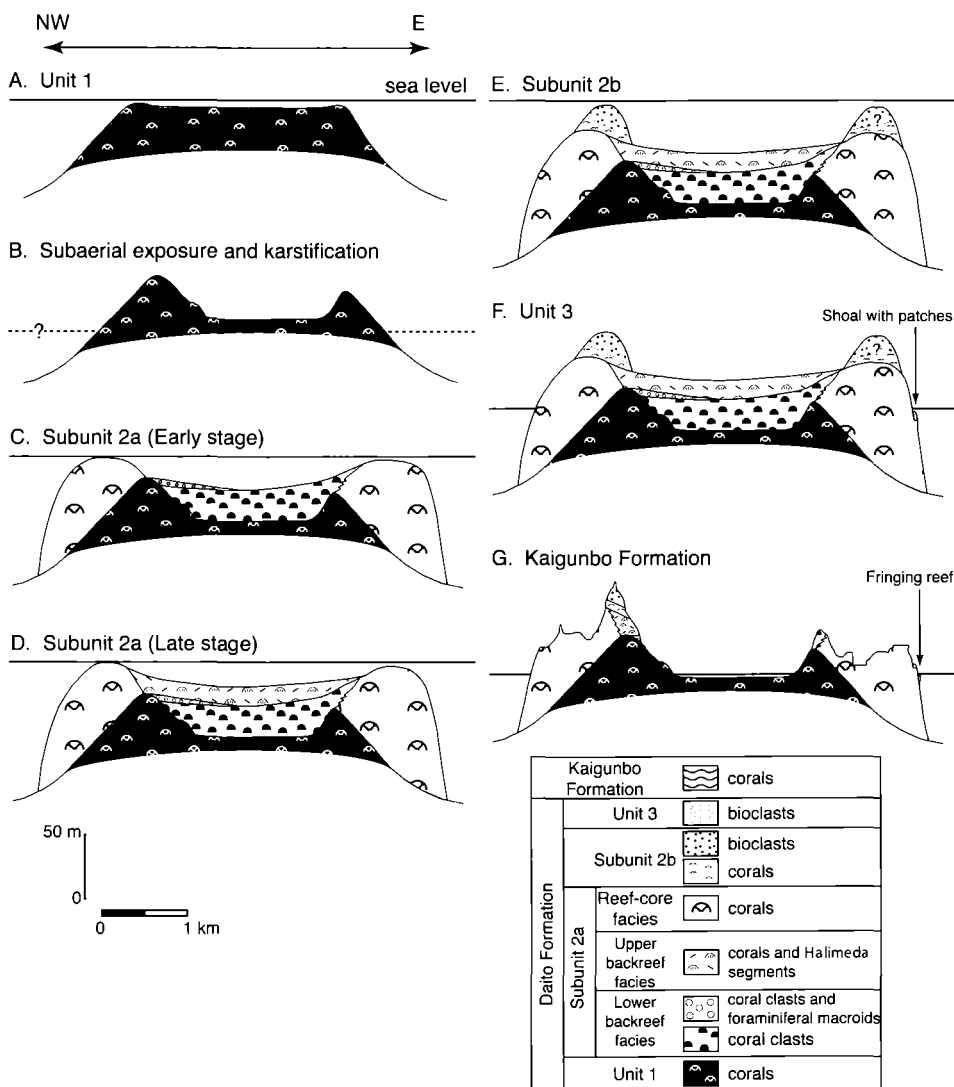 NW
E
A. Unit 1
sea level
B. Subaerial exposure and karstification
?
C. Subunit 2a (Early stage)
D. Subunit 2a (Late stage)
50 m
0
0
1 km
E. Subunit 2b
?
F. Unit 3
Shoal with patches
?
G. Kaigunbo Formation
Fringing reef
Kaigunbo
Formation
corals
Daito Formation
Unit 3
bioclasts
Subunit 2b
bioclasts
corals
Subunit 2a
Reef-core
facies
corals
Upper
backreef
facies
corals and Halimeda
segments
Lower
backreef
facies
coral clasts and
foraminiferal macroids
coral clasts
Unit 1
corals